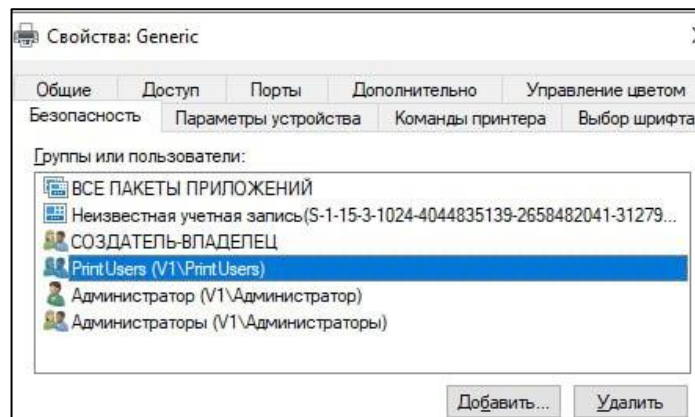 Свойства: Generic
Общие Доступ Порты Дополнительно Управление цветом
Безопасность Параметры устройства Команды принтера Выбор шрифта
Группы или пользователи:
ВСЕ ПАКЕТЫ ПРИЛОЖЕНИЙ
Неизвестная учетная запись(S-1-15-3-1024-4044835139-2658482041-31279...
СОЗДАТЕЛЬ-ВЛАДЕЛЕЦ
PrintUsers (V1\PrintUsers)
Администратор (V1\Администратор)
Администраторы (V1\Администраторы)
Добавить... Удалить